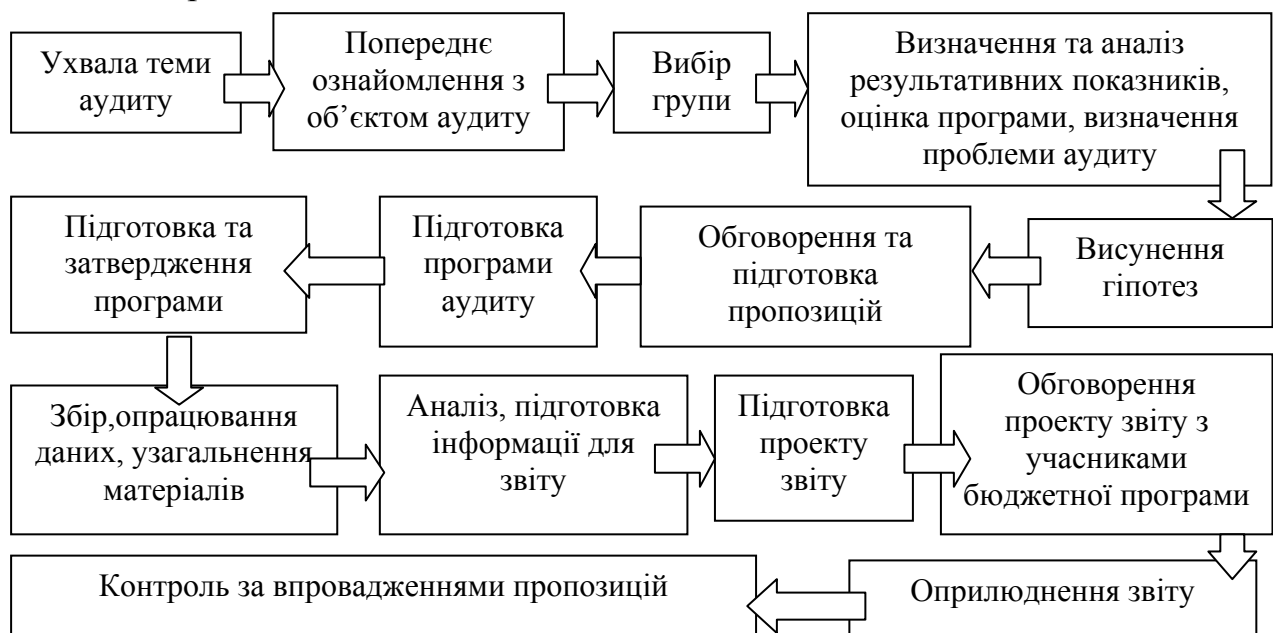 Ухвала теми
аудиту
Попереднє
ознайомлення з
об’єктом аудиту
Вибір
групи
Визначення та аналіз
результативних показників,
оцінка програми, визначення
проблеми аудиту
Висунення
гіпотез
Обговорення та
підготовка
пропозицій
Підготовка
програми
аудиту
Підготовка та
затвердження
програми
Збір,опрацювання
даних, узагальнення
матеріалів
Аналіз, підготовка
інформації для
звіту
Підготовка
проекту
звіту
Обговорення
проекту звіту з
учасниками
бюджетної програми
Оприлюднення звіту
Контроль за впровадженнями пропозицій